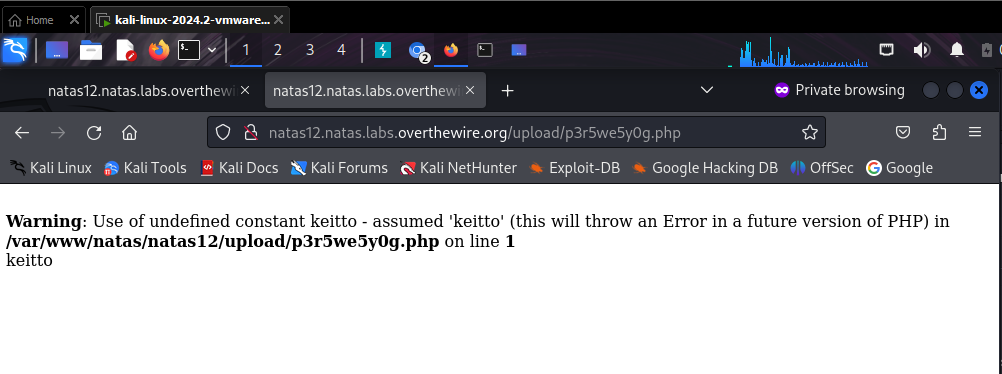 Home
kali-linux-2024.2-vmware...
1 2 3 4 2
natas12.natas.labs.overthewi
natas12.natas.labs.overthewi
Private browsing
natas12.natas.labs.overthewire.org/upload/p3r5we5y0g.php
Kali Linux Kali Tools Kali Docs Kali Forums Kali NetHunter Exploit-DB Google Hacking DB OffSec Google
Warning: Use of undefined constant keitto - assumed 'keitto' (this will throw an Error in a future version of PHP) in
/var/www/natas/natas12/upload/p3r5we5y0g.php on line 1
keitto